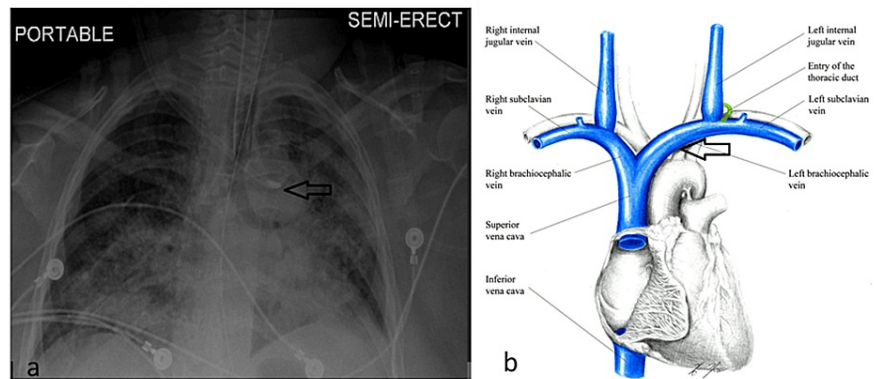 PORTABLE
SEMI-ERECT
a
Right internal
jugular vein
Right subclavian
vein
Right brachiocephalic
vein
Superior
vena cava
Inferior
vena cava
Left internal
jugular vein
Entry of the
thoracic duct
Left subclavian
vein
Left brachiocephalic
vein
b